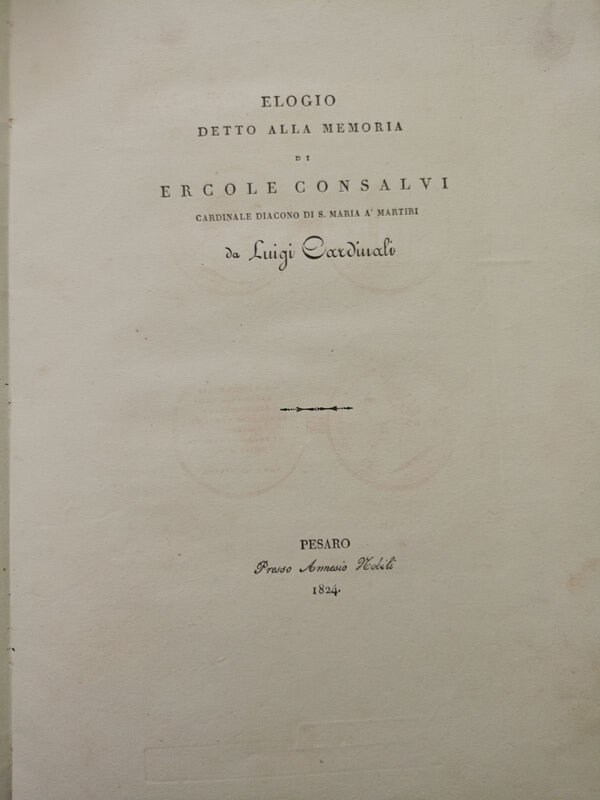 ELOGIO
DETTO ALLA MEMORIA
DI
ERCOLE CONSALVI
CARDINALE DIACONO DI S. MARIA A' MARTIRI
da Luigi Cardinali
PESARO
Presso Annesio Nobili
1824.